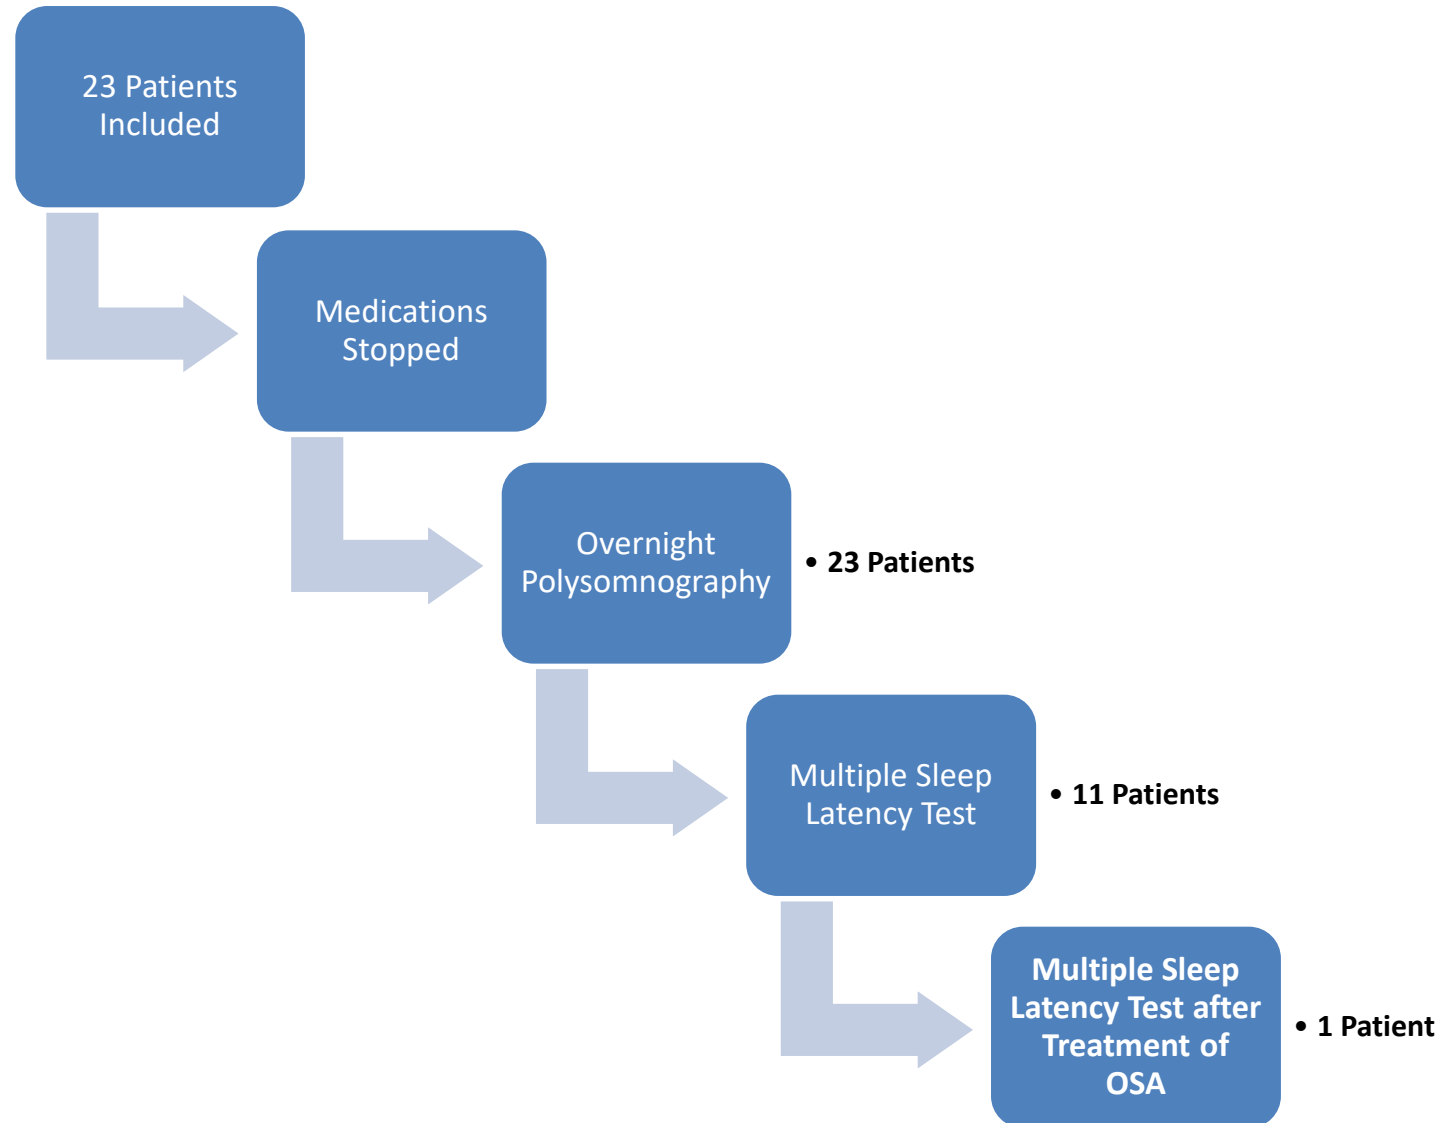 23 Patients
Included
Medications
Stopped
Overnight
Polysomnography
• 23 Patients
Multiple Sleep
Latency Test
• 11 Patients
Multiple Sleep
Latency Test after
Treatment of
OSA
• 1 Patient